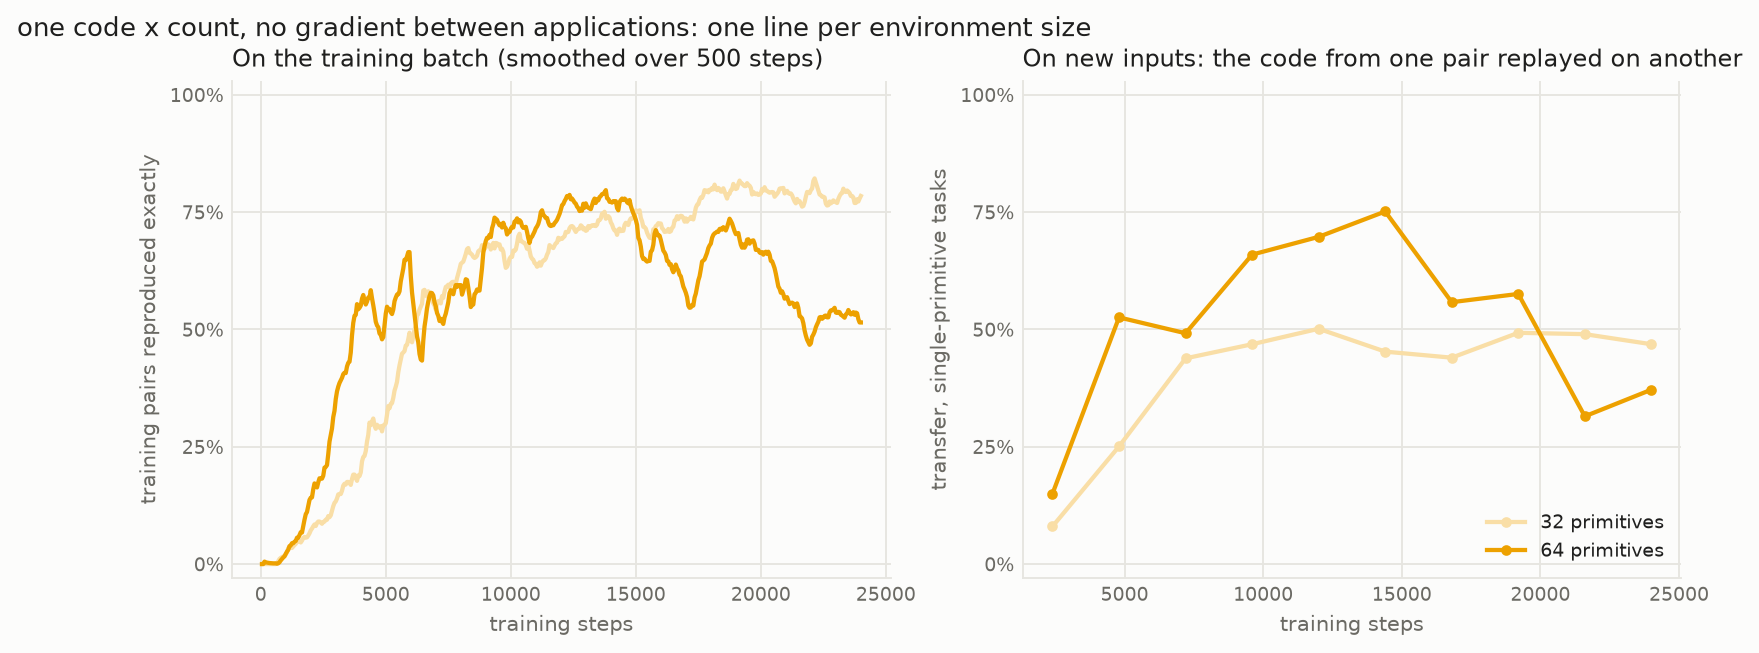 one code x count, no gradient between applications: one line per environment size
On the training batch (smoothed over 500 steps)
training pairs reproduced exactly
100%
75%
50%
25%
0%
0 5000 10000 15000 20000 25000
training steps
On new inputs: the code from one pair replayed on another
transfer, single-primitive tasks
100%
75%
50%
25%
0%
32 primitives
64 primitives
5000 10000 15000 20000 25000
training steps